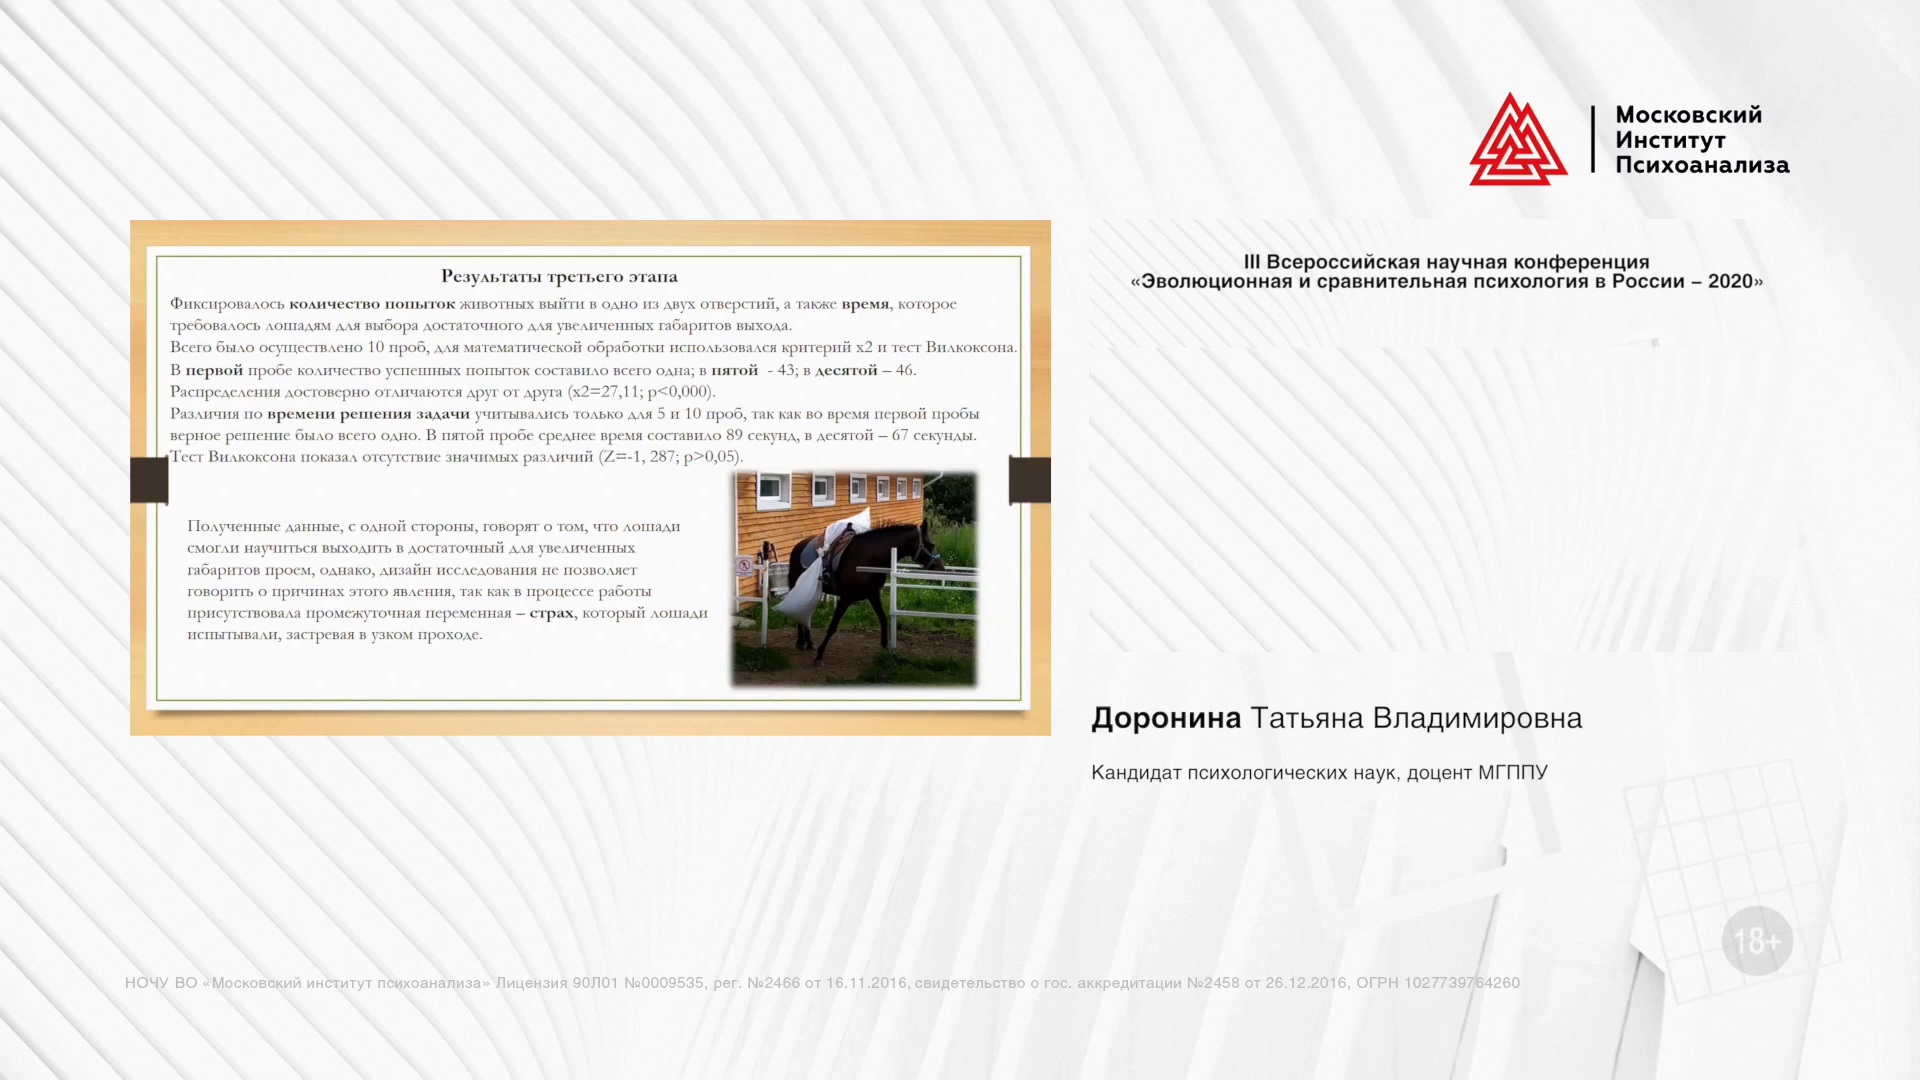 Московский
Институт
Психоанализа
Результаты третьего этапа
Фиксировалось количество попыток животных выйти в одно из двух отверстий, а также время, которое
требовалось лошадям для выбора достаточного для увеличенных габаритов выхода.
Всего было осуществлено 10 проб, для математической обработки использовался критерий х2 и тест Вилкоксона.
В первой пробе количество успешных попыток составило всего одна; в пятой - 43; в десятой – 46.
Распределения достоверно отличаются друг от друга (х2=27,11; p<0,000).
Различия по времени решения задачи учитывались только для 5 и 10 проб, так как во время первой пробы
верное решение было всего одно. В пятой пробе среднее время составило 89 секунд, в десятой – 67 секунды.
Тест Вилкоксона показал отсутствие значимых различий (Z=-1, 287; p>0,05).
Полученные данные, с одной стороны, говорят о том, что лошади
смогли научиться выходить в достаточный для увеличенных
габаритов проем, однако, дизайн исследования не позволяет
говорить о причинах этого явления, так как в процессе работы
присутствовала промежуточная переменная – страх, который лошади
испытывали, застревая в узком проходе.
III Всероссийская научная конференция
«Эволюционная и сравнительная психология в России – 2020»
Доронина Татьяна Владимировна
Кандидат психологических наук, доцент МГППУ
18+
НОЧУ ВО «Московский институт психоанализа» Лицензия 90Л01 №0009535, рег. №2466 от 16.11.2016, свидетельство о гос. аккредитации №2458 от 26.12.2016, ОГРН 1027739764260